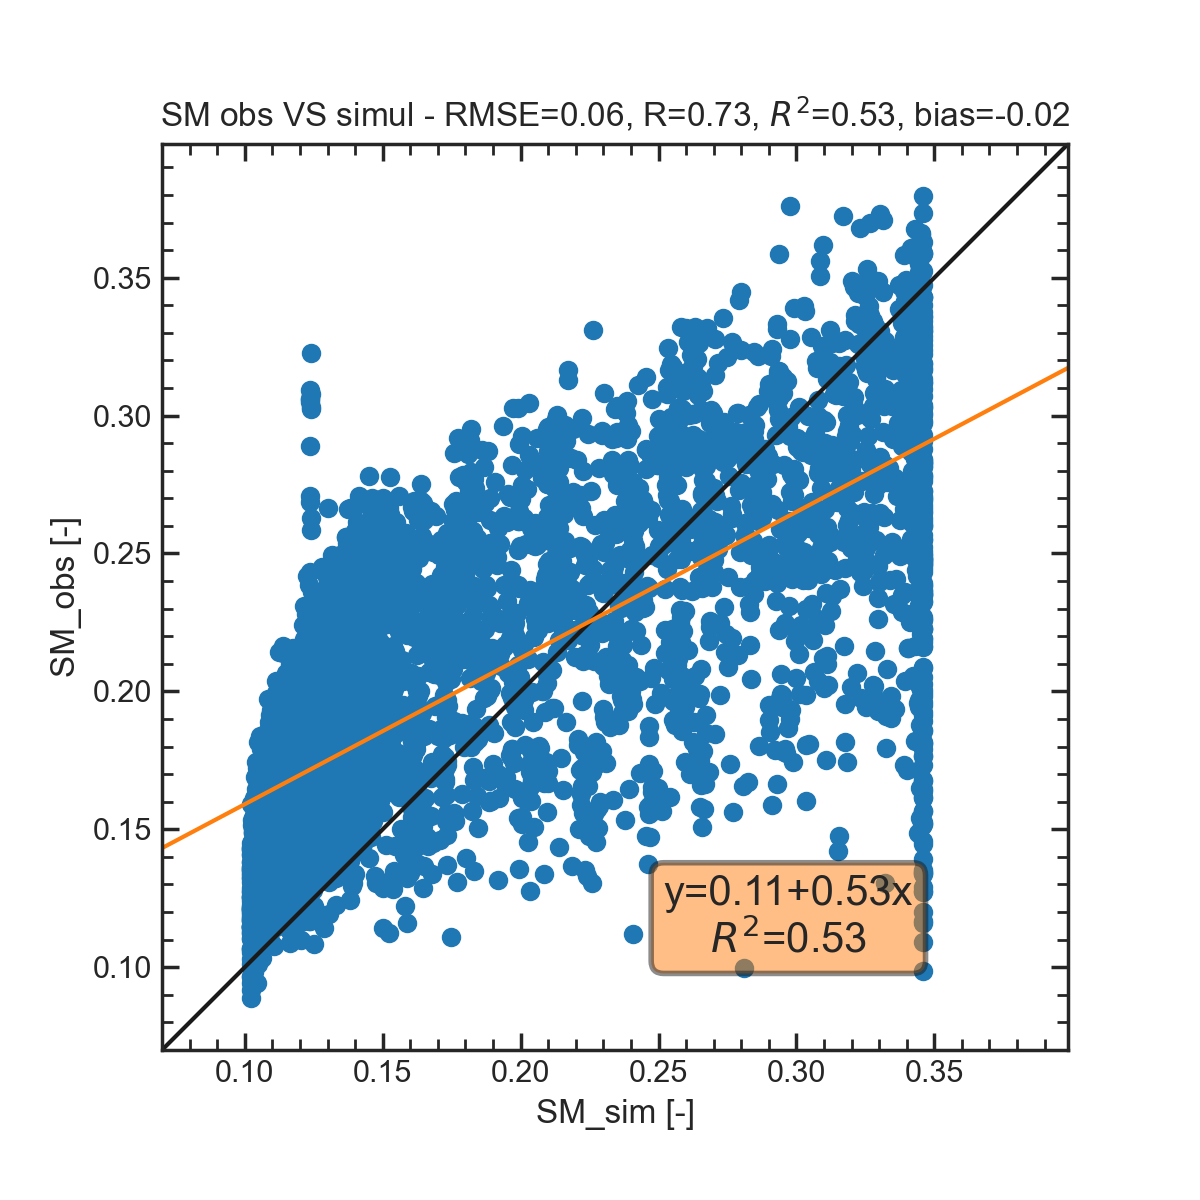 SM obs VS simul - RMSE=0.06, R=0.73, R²=0.53, bias=-0.02
0.35
0.30
0.25
0.20
0.15
0.10
SM_obs [-]
y=0.11+0.53x
R²=0.53
0.10 0.15 0.20 0.25 0.30 0.35
SM_sim [-]